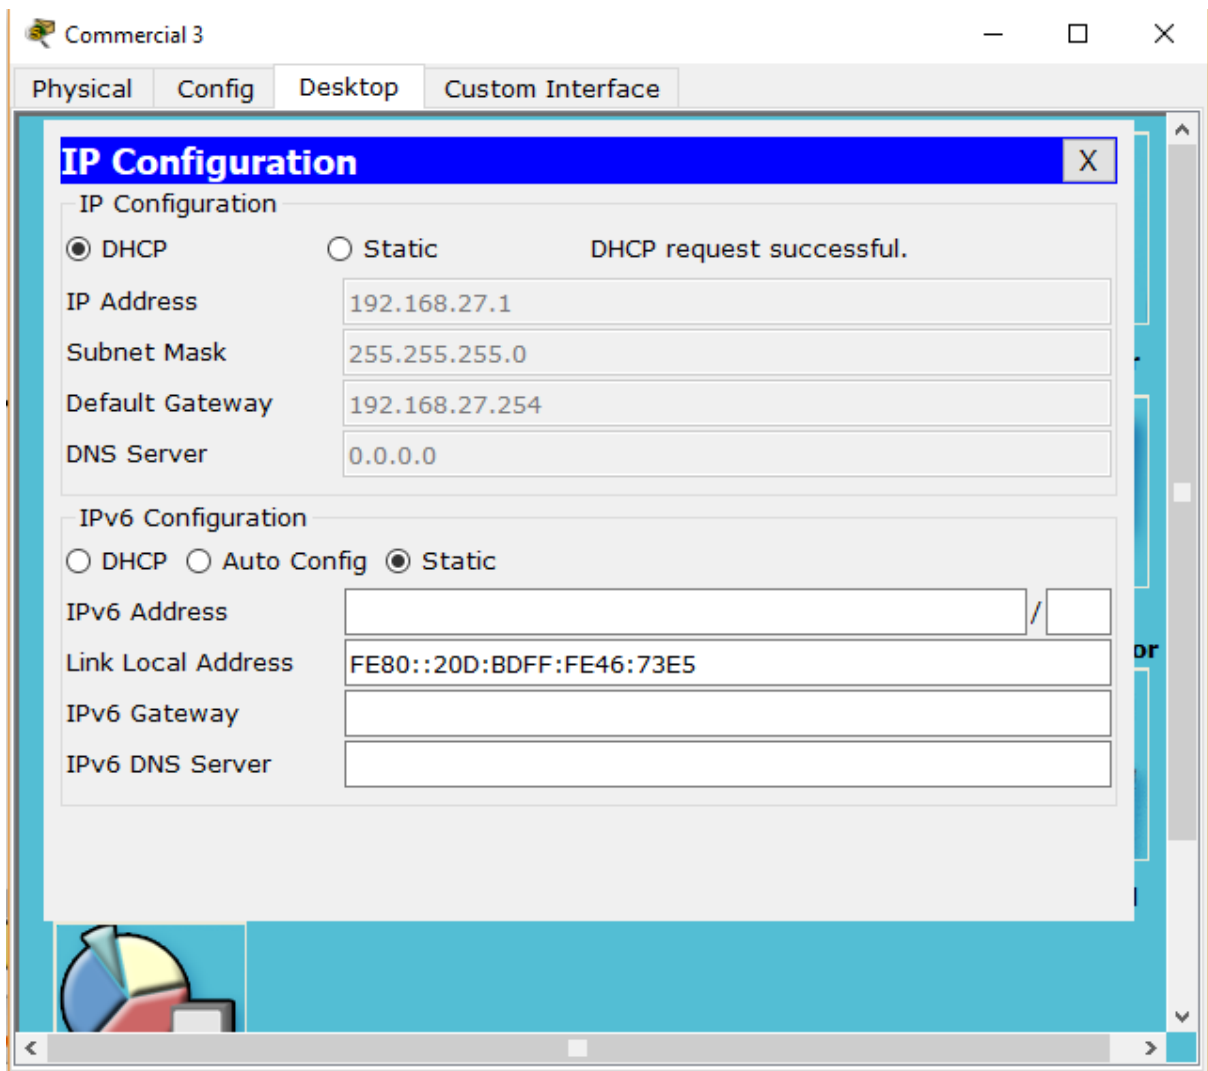 Commercial 3
Physical Config Desktop Custom Interface
IP Configuration X
IP Configuration
DHCP Static DHCP request successful.
IP Address 192.168.27.1
Subnet Mask 255.255.255.0
Default Gateway 192.168.27.254
DNS Server 0.0.0.0
IPv6 Configuration
DHCP Auto Config Static
IPv6 Address /
Link Local Address FE80::20D:BDFF:FE46:73E5
IPv6 Gateway
IPv6 DNS Server
or